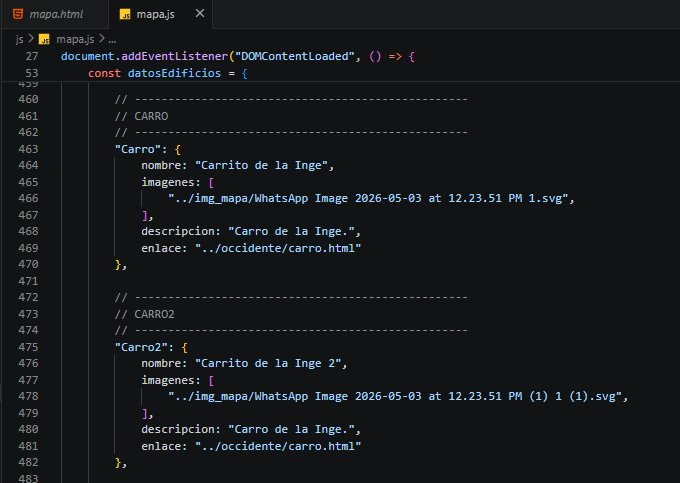 mapa.html
mapa.js
js > mapa.js > ...
27 document.addEventListener("DOMContentLoaded", () => {
53 const datosEdificios = {
459
460 // --------------------------------------------------
461 // CARRO
462 // --------------------------------------------------
463 "Carro": {
464 nombre: "Carrito de la Inge",
465 imagenes: [
466 "../img_mapa/WhatsApp Image 2026-05-03 at 12.23.51 PM 1.svg",
467 ],
468 descripcion: "Carro de la Inge.",
469 enlace: "../occidente/carro.html"
470 },
471
472 // --------------------------------------------------
473 // CARRO2
474 // --------------------------------------------------
475 "Carro2": {
476 nombre: "Carrito de la Inge 2",
477 imagenes: [
478 "../img_mapa/WhatsApp Image 2026-05-03 at 12.23.51 PM (1) 1 (1).svg",
479 ],
480 descripcion: "Carro de la Inge.",
481 enlace: "../occidente/carro.html"
482 },
483